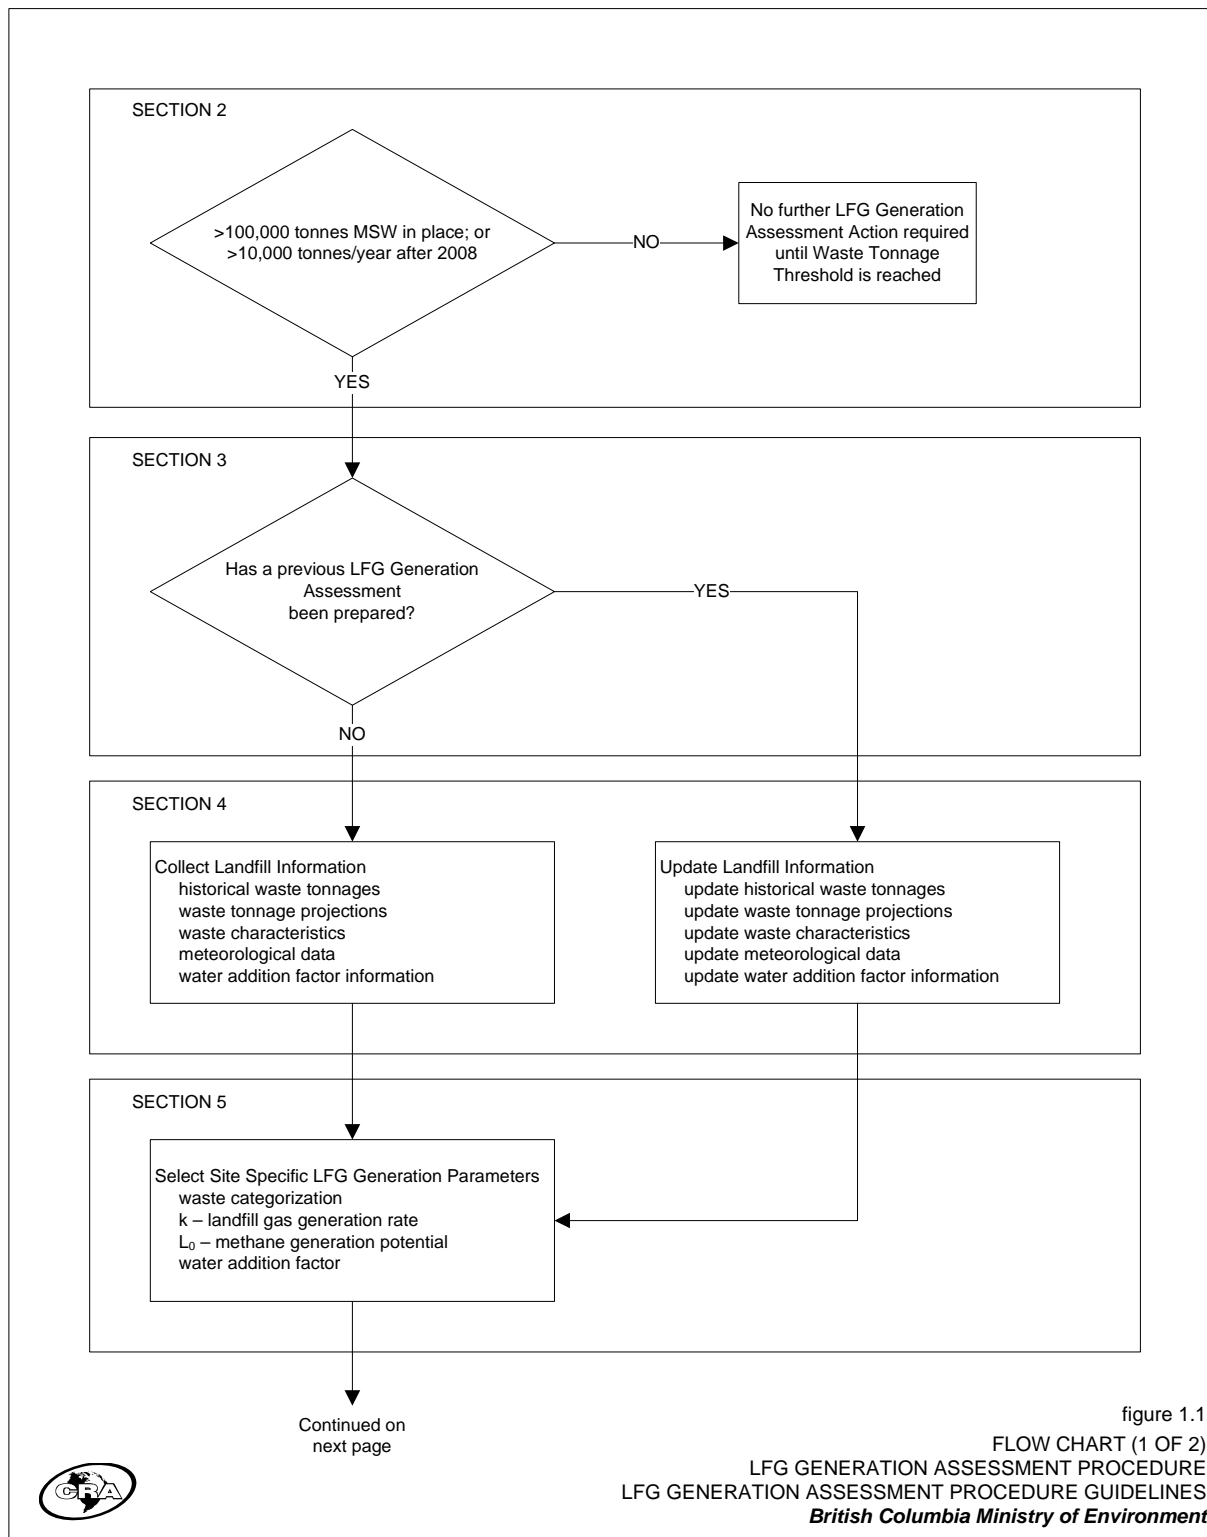 SECTION 2
>100,000 tonnes MSW in place; or
>10,000 tonnes/year after 2008
NO
No further LFG Generation
Assessment Action required
until Waste Tonnage
Threshold is reached
YES
SECTION 3
Has a previous LFG Generation
Assessment
been prepared?
YES
NO
SECTION 4
Collect Landfill Information
historical waste tonnages
waste tonnage projections
waste characteristics
meteorological data
water addition factor information
Update Landfill Information
update historical waste tonnages
update waste tonnage projections
update waste characteristics
update meteorological data
update water addition factor information
SECTION 5
Select Site Specific LFG Generation Parameters
waste categorization
k – landfill gas generation rate
L₀ – methane generation potential
water addition factor
Continued on
next page
CRA
figure 1.1
FLOW CHART (1 OF 2)
LFG GENERATION ASSESSMENT PROCEDURE
LFG GENERATION ASSESSMENT PROCEDURE GUIDELINES
British Columbia Ministry of Environment